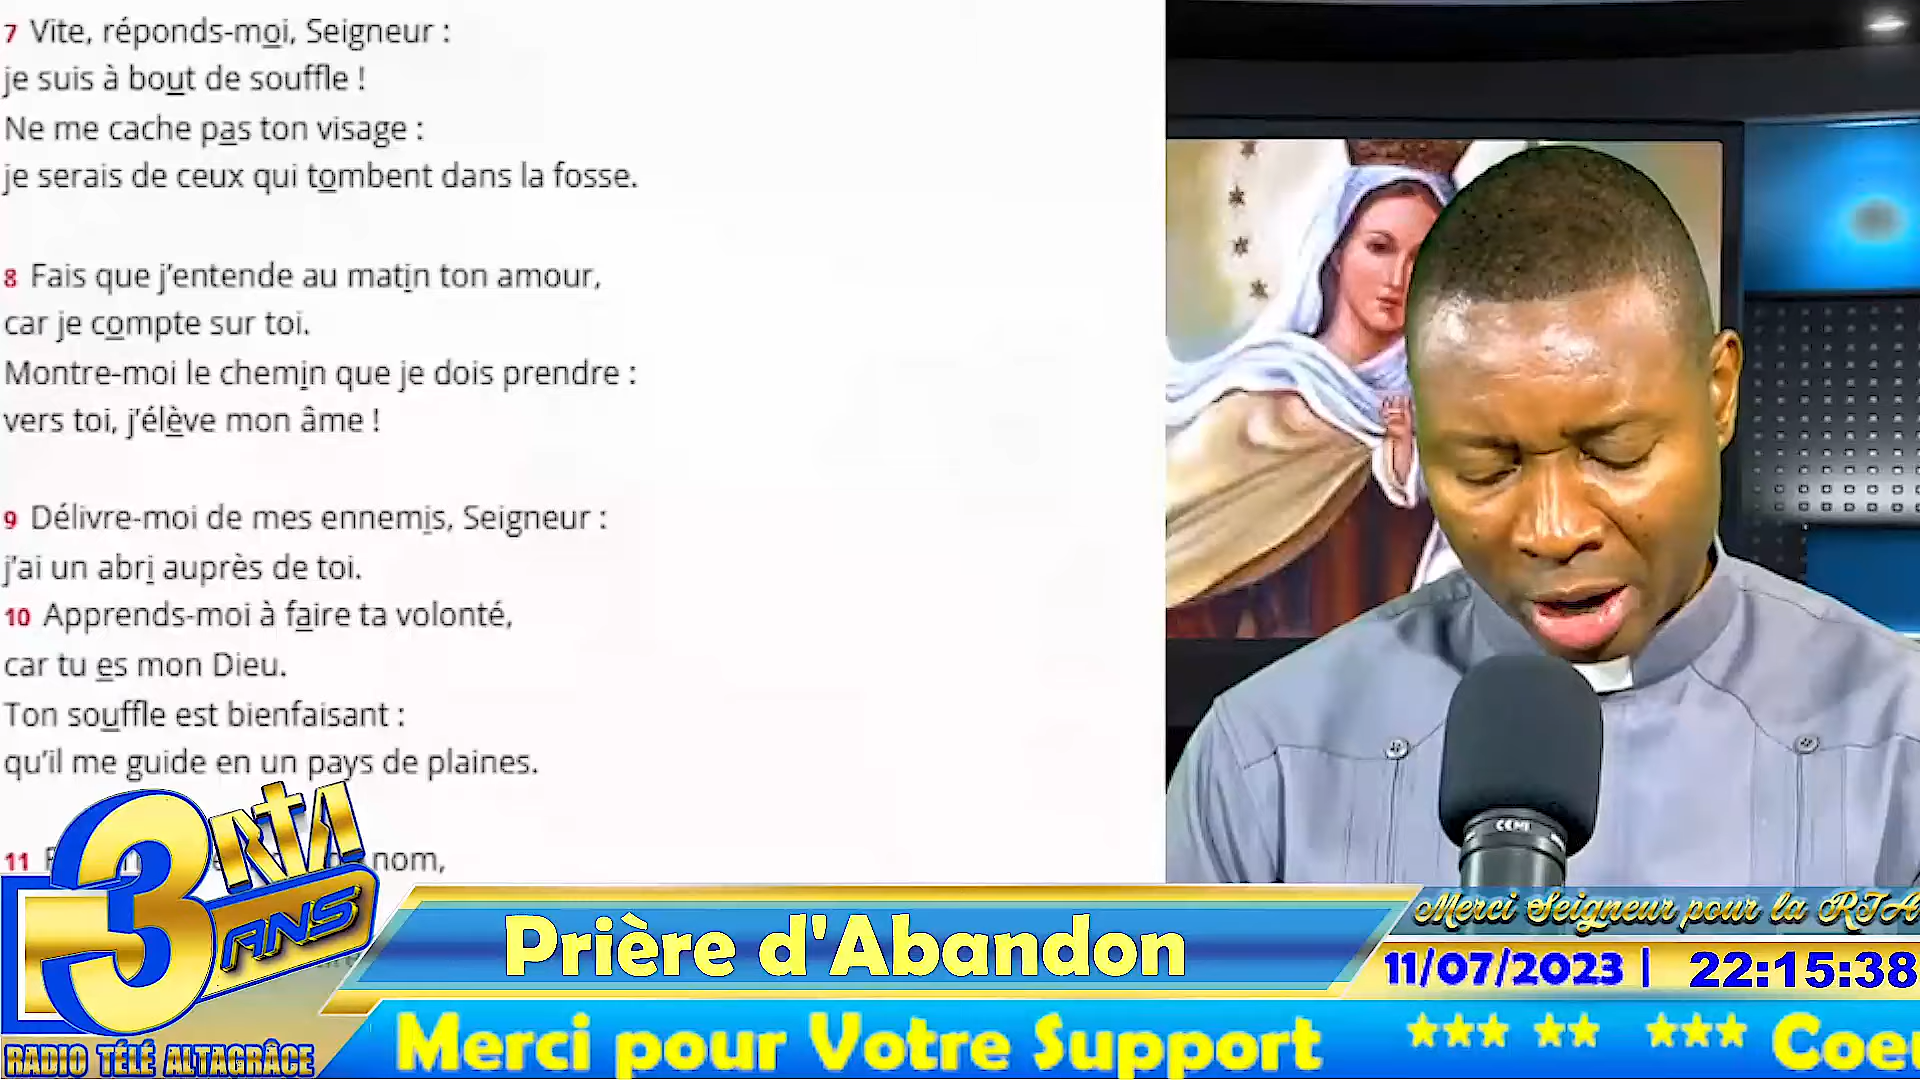 7 Vite, réponds-moi, Seigneur :
je suis à bout de souffle !
Ne me cache pas ton visage :
je serais de ceux qui tombent dans la fosse.
8 Fais que j’entende au matin ton amour,
car je compte sur toi.
Montre-moi le chemin que je dois prendre :
vers toi, j’élève mon âme !
9 Délivre-moi de mes ennemis, Seigneur :
j’ai un abri auprès de toi.
10 Apprends-moi à faire ta volonté,
car tu es mon Dieu.
Ton souffle est bienfaisant :
qu’il me guide en un pays de plaines.
11 nom,
3 RTA
ANS
RADIO TÉLÉ ALTAGRÂCE
Prière d'Abandon
Merci Seigneur pour la RTA
11/07/2023 | 22:15:38
Merci pour Votre Support *** ** *** Coeu